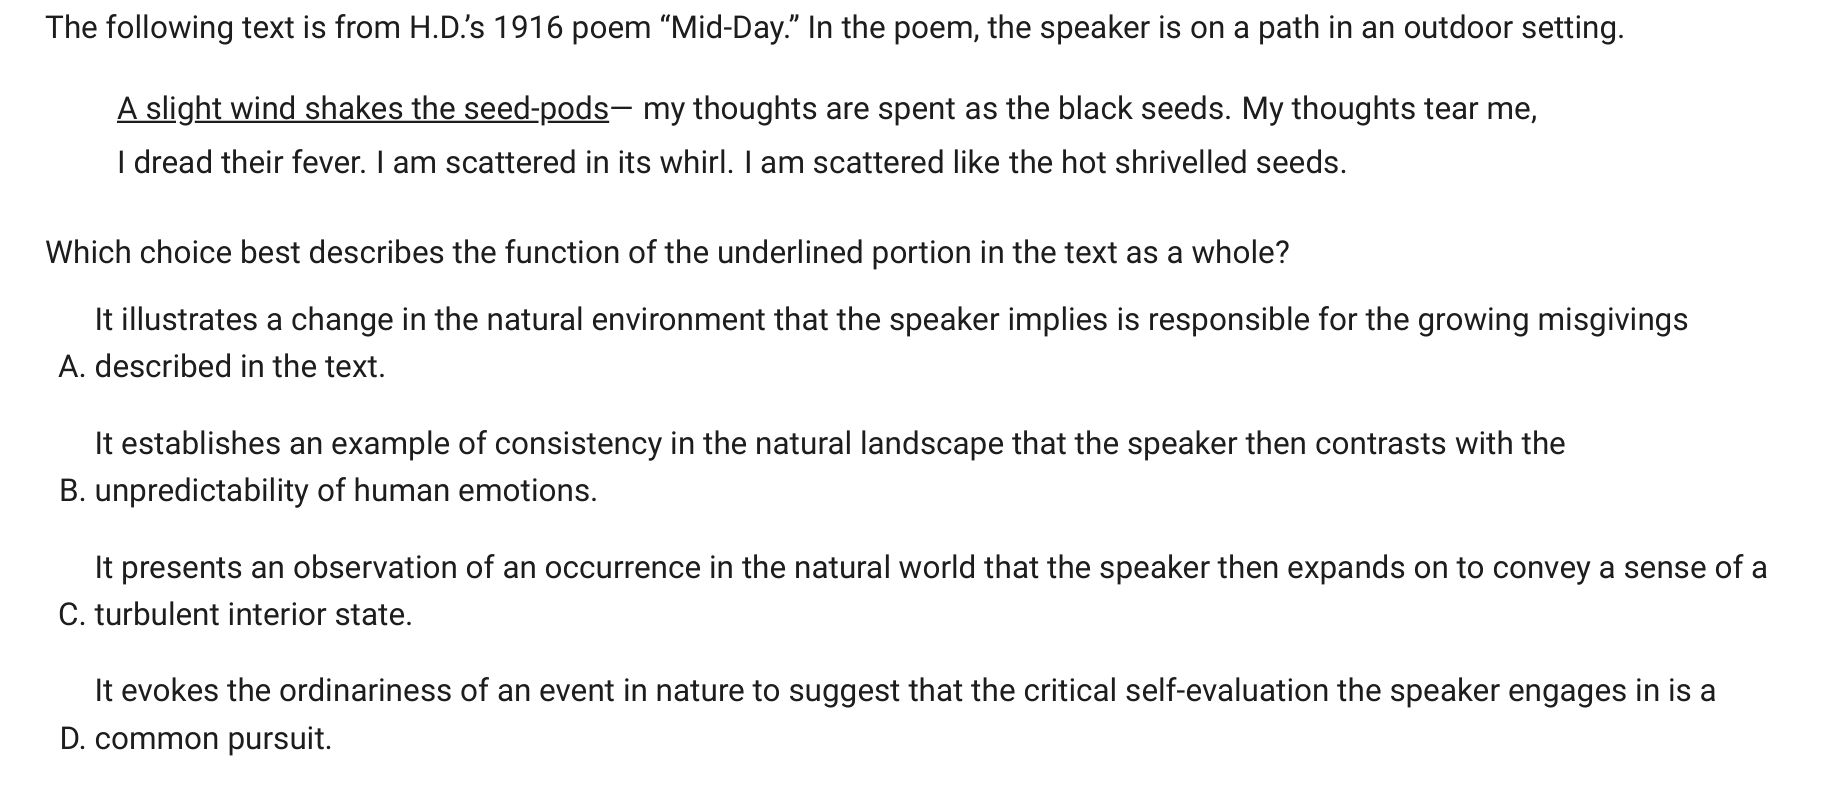 The following text is from H.D.’s 1916 poem “Mid-Day.” In the poem, the speaker is on a path in an outdoor setting.
A slight wind shakes the seed-pods— my thoughts are spent as the black seeds. My thoughts tear me,
I dread their fever. I am scattered in its whirl. I am scattered like the hot shrivelled seeds.
Which choice best describes the function of the underlined portion in the text as a whole?
It illustrates a change in the natural environment that the speaker implies is responsible for the growing misgivings
A. described in the text.
It establishes an example of consistency in the natural landscape that the speaker then contrasts with the
B. unpredictability of human emotions.
It presents an observation of an occurrence in the natural world that the speaker then expands on to convey a sense of a
C. turbulent interior state.
It evokes the ordinariness of an event in nature to suggest that the critical self-evaluation the speaker engages in is a
D. common pursuit.